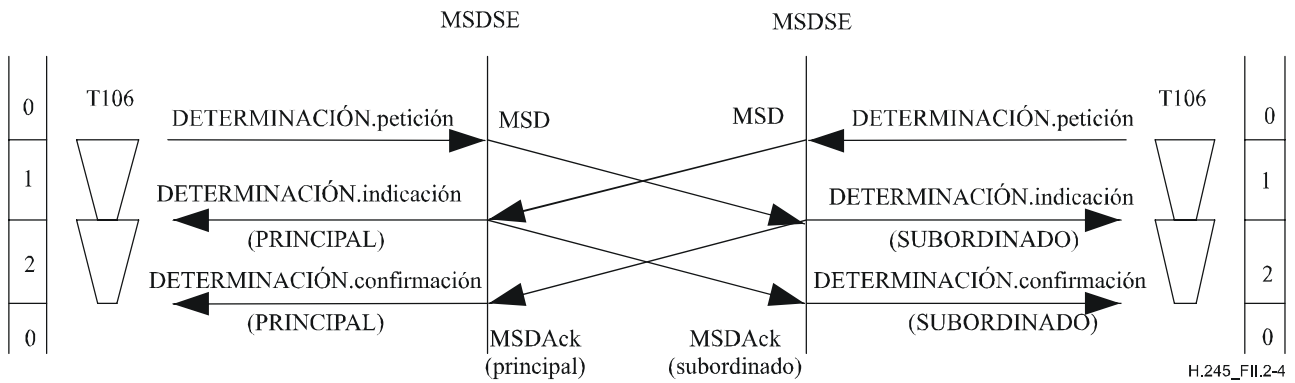 MSDSE MSDSE
0 T106 DETERMINACIÓN.petición MSD MSD DETERMINACIÓN.petición T106 0
1 DETERMINACIÓN.indicación DETERMINACIÓN.indicación 1
(PRINCIPAL) (SUBORDINADO)
2 DETERMINACIÓN.confirmación DETERMINACIÓN.confirmación 2
(PRINCIPAL) (SUBORDINADO)
0 MSDAck MSDAck 0
(principal) (subordinado)
H.245_FII.2-4